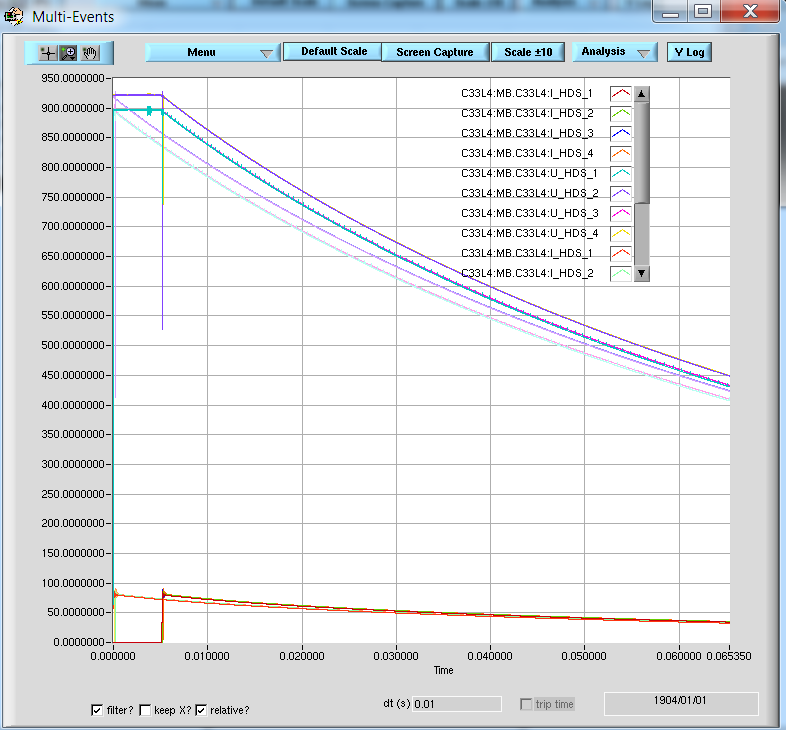 Multi-Events
Menu Default Scale Screen Capture Scale ±10 Analysis Y Log
950.0000000
900.0000000
850.0000000
800.0000000
750.0000000
700.0000000
650.0000000
600.0000000
550.0000000
500.0000000
450.0000000
400.0000000
350.0000000
300.0000000
250.0000000
200.0000000
150.0000000
100.0000000
50.0000000
0.0000000
C33L4:MB.C33L4:I_HDS_1
C33L4:MB.C33L4:I_HDS_2
C33L4:MB.C33L4:I_HDS_3
C33L4:MB.C33L4:I_HDS_4
C33L4:MB.C33L4:U_HDS_1
C33L4:MB.C33L4:U_HDS_2
C33L4:MB.C33L4:U_HDS_3
C33L4:MB.C33L4:U_HDS_4
C33L4:MB.C33L4:I_HDS_1
C33L4:MB.C33L4:I_HDS_2
0.000000 0.010000 0.020000 0.030000 0.040000 0.050000 0.060000 0.065350
Time
filter? keep X? relative? dt (s) 0.01 trip time 1904/01/01